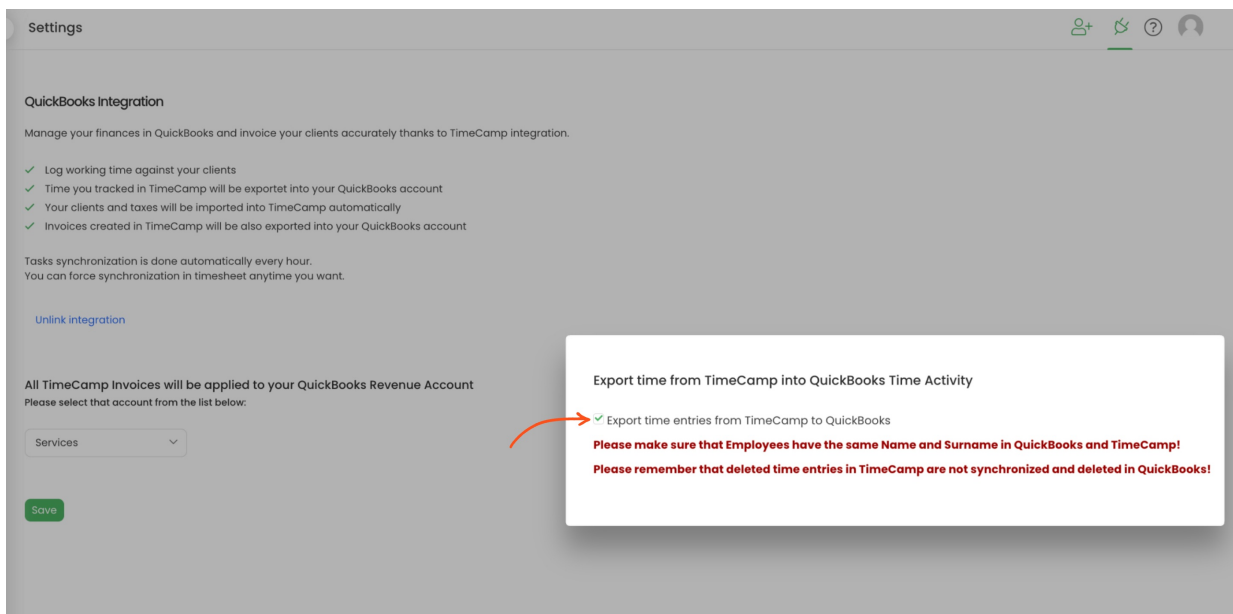 Settings
QuickBooks Integration
Manage your finances in QuickBooks and invoice your clients accurately thanks to TimeCamp integration.
Log working time against your clients
Time you tracked in TimeCamp will be exportet into your QuickBooks account
Your clients and taxes will be imported into TimeCamp automatically
Invoices created in TimeCamp will be also exported into your QuickBooks account
Tasks synchronization is done automatically every hour.
You can force synchronization in timesheet anytime you want.
Unlink integration
All TimeCamp Invoices will be applied to your QuickBooks Revenue Account
Please select that account from the list below:
Services
Save
Export time from TimeCamp into QuickBooks Time Activity
Export time entries from TimeCamp to QuickBooks
Please make sure that Employees have the same Name and Surname in QuickBooks and TimeCamp!
Please remember that deleted time entries in TimeCamp are not synchronized and deleted in QuickBooks!